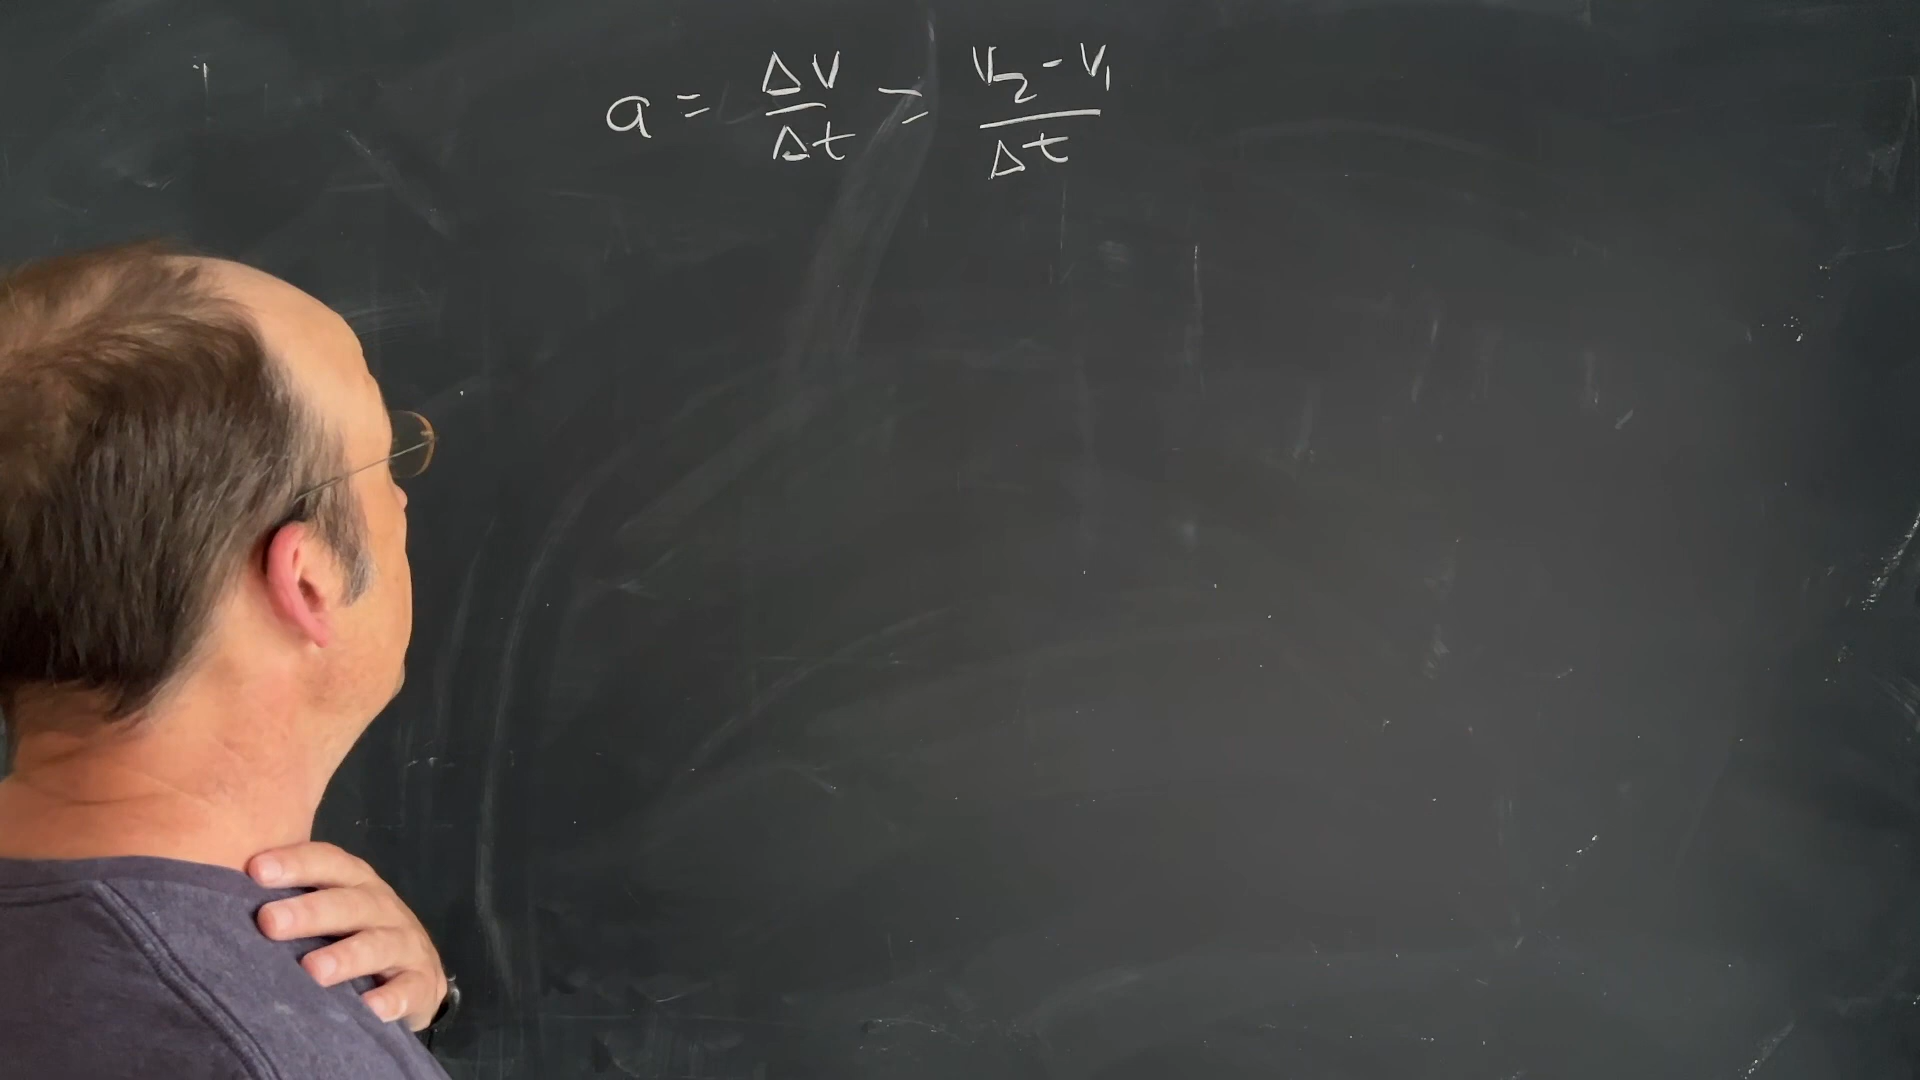 a = ΔV/Δt = V₂ - V₁/Δt